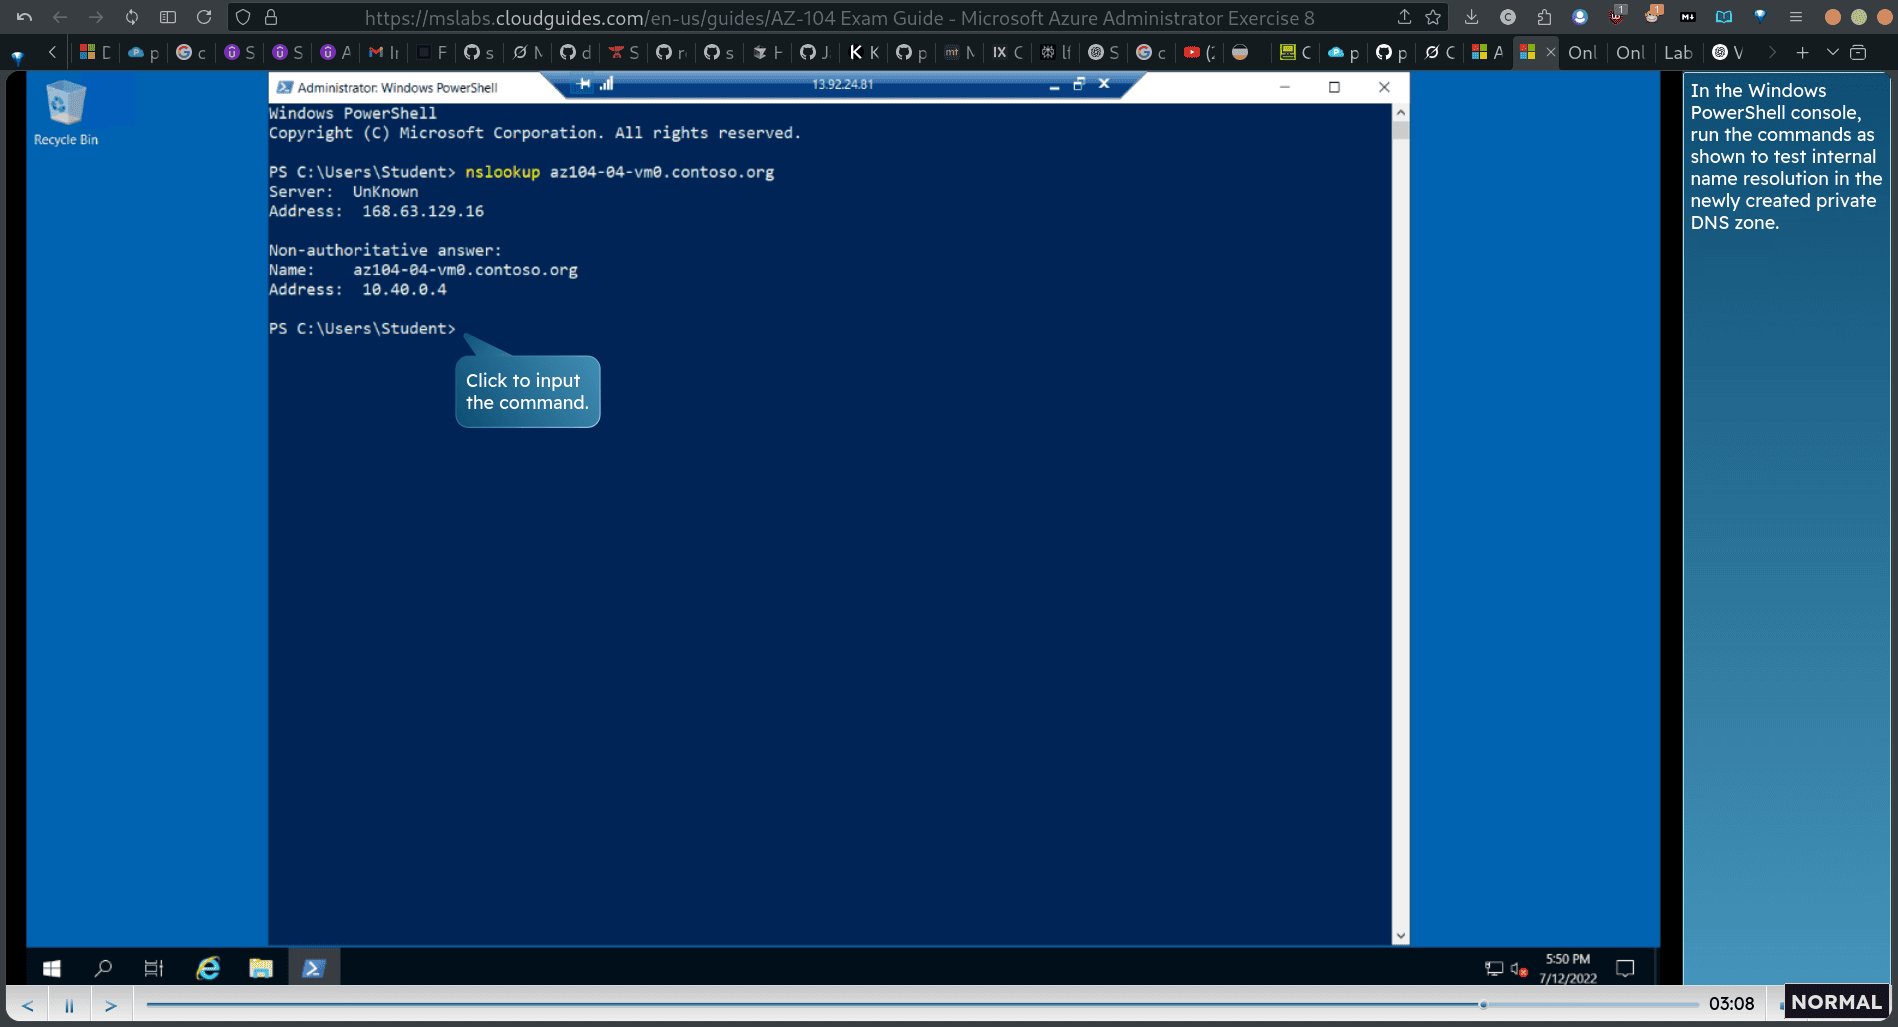 https://mslabs.cloudguides.com/en-us/guides/AZ-104 Exam Guide - Microsoft Azure Administrator Exercise 8
Onl
Onl
Lab
Recycle Bin
Administrator: Windows PowerShell
13.92.24.81
Windows PowerShell
Copyright (C) Microsoft Corporation. All rights reserved.
PS C:\Users\Student> nslookup az104-04-vm0.contoso.org
Server:  UnKnown
Address:  168.63.129.16
Non-authoritative answer:
Name:    az104-04-vm0.contoso.org
Address:  10.40.0.4
PS C:\Users\Student>
Click to input
the command.
In the Windows
PowerShell console,
run the commands as
shown to test internal
name resolution in the
newly created private
DNS zone.
5:50 PM
7/12/2022
03:08
NORMAL